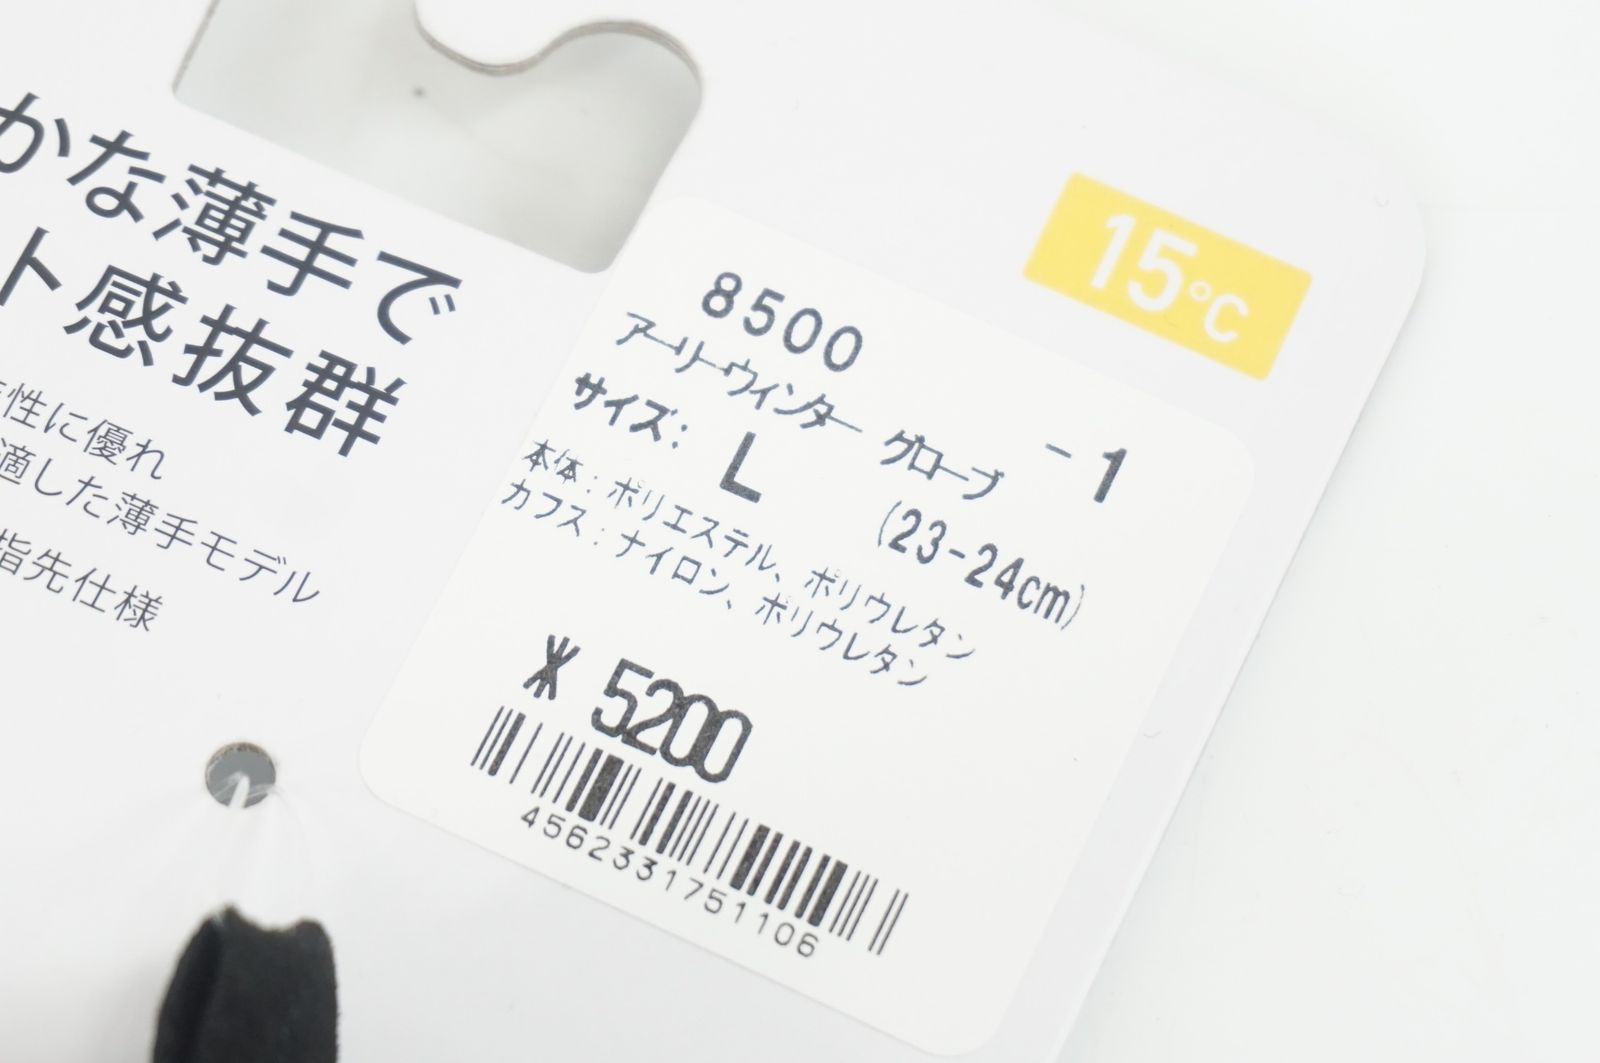 かな薄手で
ト感抜群
性に優れ
適した薄手モデル
指先仕様
15℃
8500
アーリーウィンター グローブ -1
サイズ: L (23-24cm)
本体:ポリエステル、ポリウレタン
カフス:ナイロン、ポリウレタン
¥ 5200
4562331751106